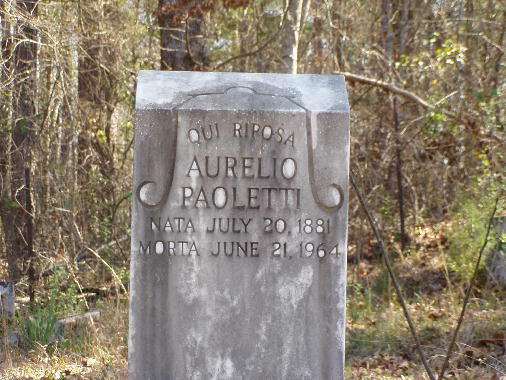 QUI RIPOSA
AURELIO
PAOLETTI
NATA JULY 20, 1881
MORTA JUNE 21, 1964